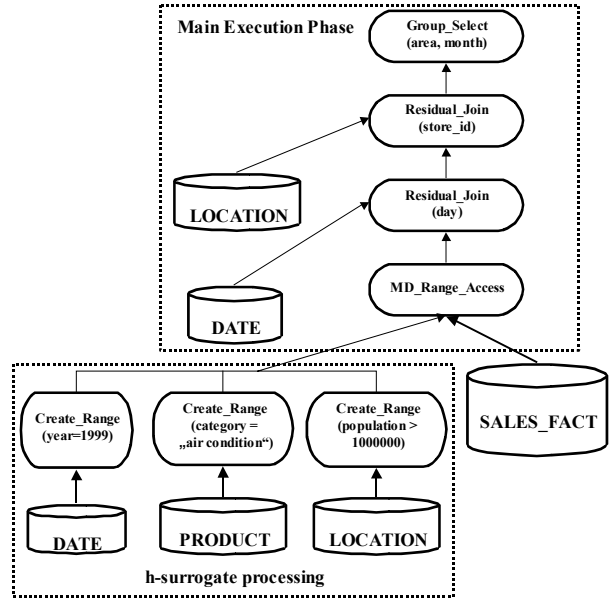 Main Execution Phase
Group_Select
(area, month)
Residual_Join
(store_id)
LOCATION
Residual_Join
(day)
DATE
MD_Range_Access
SALES_FACT
Create_Range
(year=1999)
Create_Range
(category =
„air condition“)
Create_Range
(population >
1000000)
DATE
PRODUCT
LOCATION
h-surrogate processing